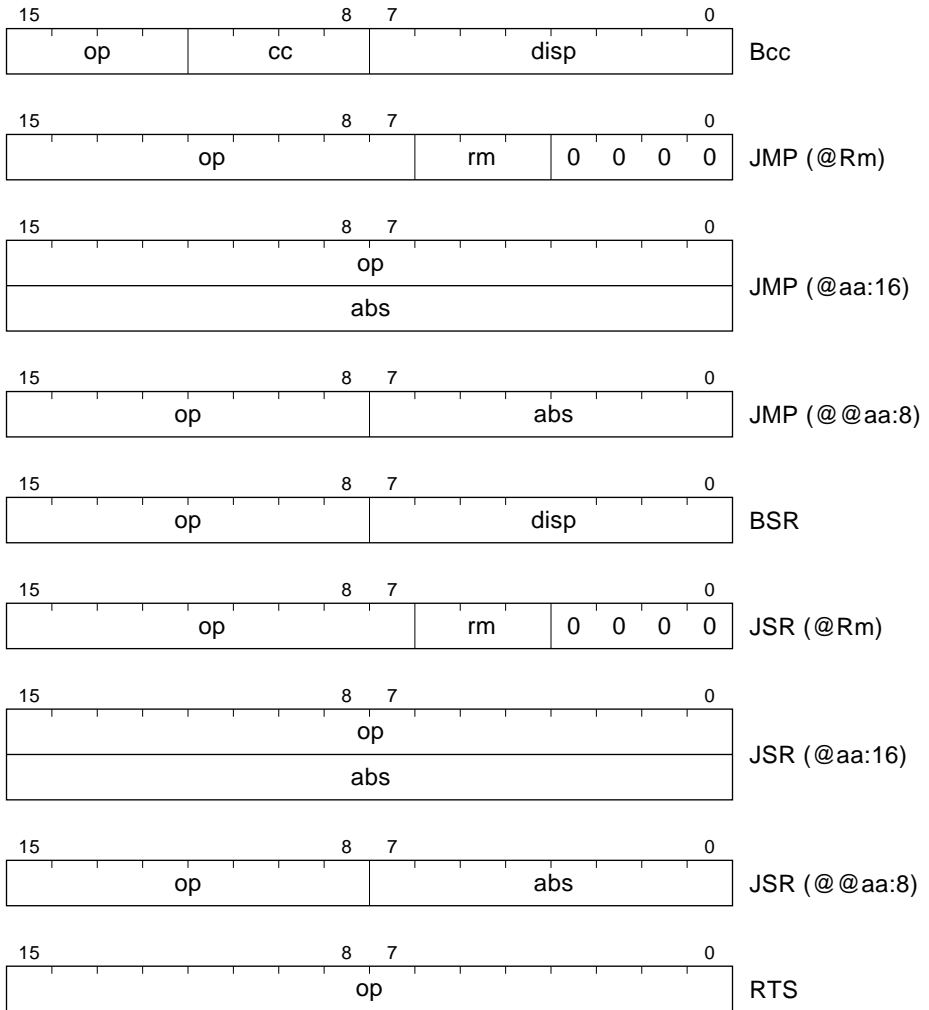 15 8 7 0
op cc disp Bcc
15 8 7 0
op rm 0 0 0 0 JMP (@Rm)
15 8 7 0
op
JMP (@aa:16)
abs
15 8 7 0
op abs JMP (@@aa:8)
15 8 7 0
op disp BSR
15 8 7 0
op rm 0 0 0 0 JSR (@Rm)
15 8 7 0
op
JSR (@aa:16)
abs
15 8 7 0
op abs JSR (@@aa:8)
15 8 7 0
op RTS